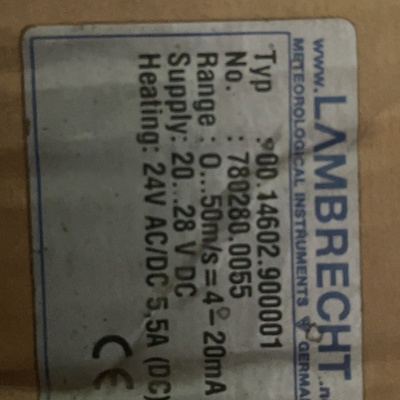 www.LAMBRECHT.n
METEOROLOGICAL INSTRUMENTS GERMA
Typ : 00.14602.900001
No. : 780280.0055
Range : 0...50m/s=4-20mA
Supply: 20...28 V DC
Heating: 24V AC/DC 5,5A (DC)
CE